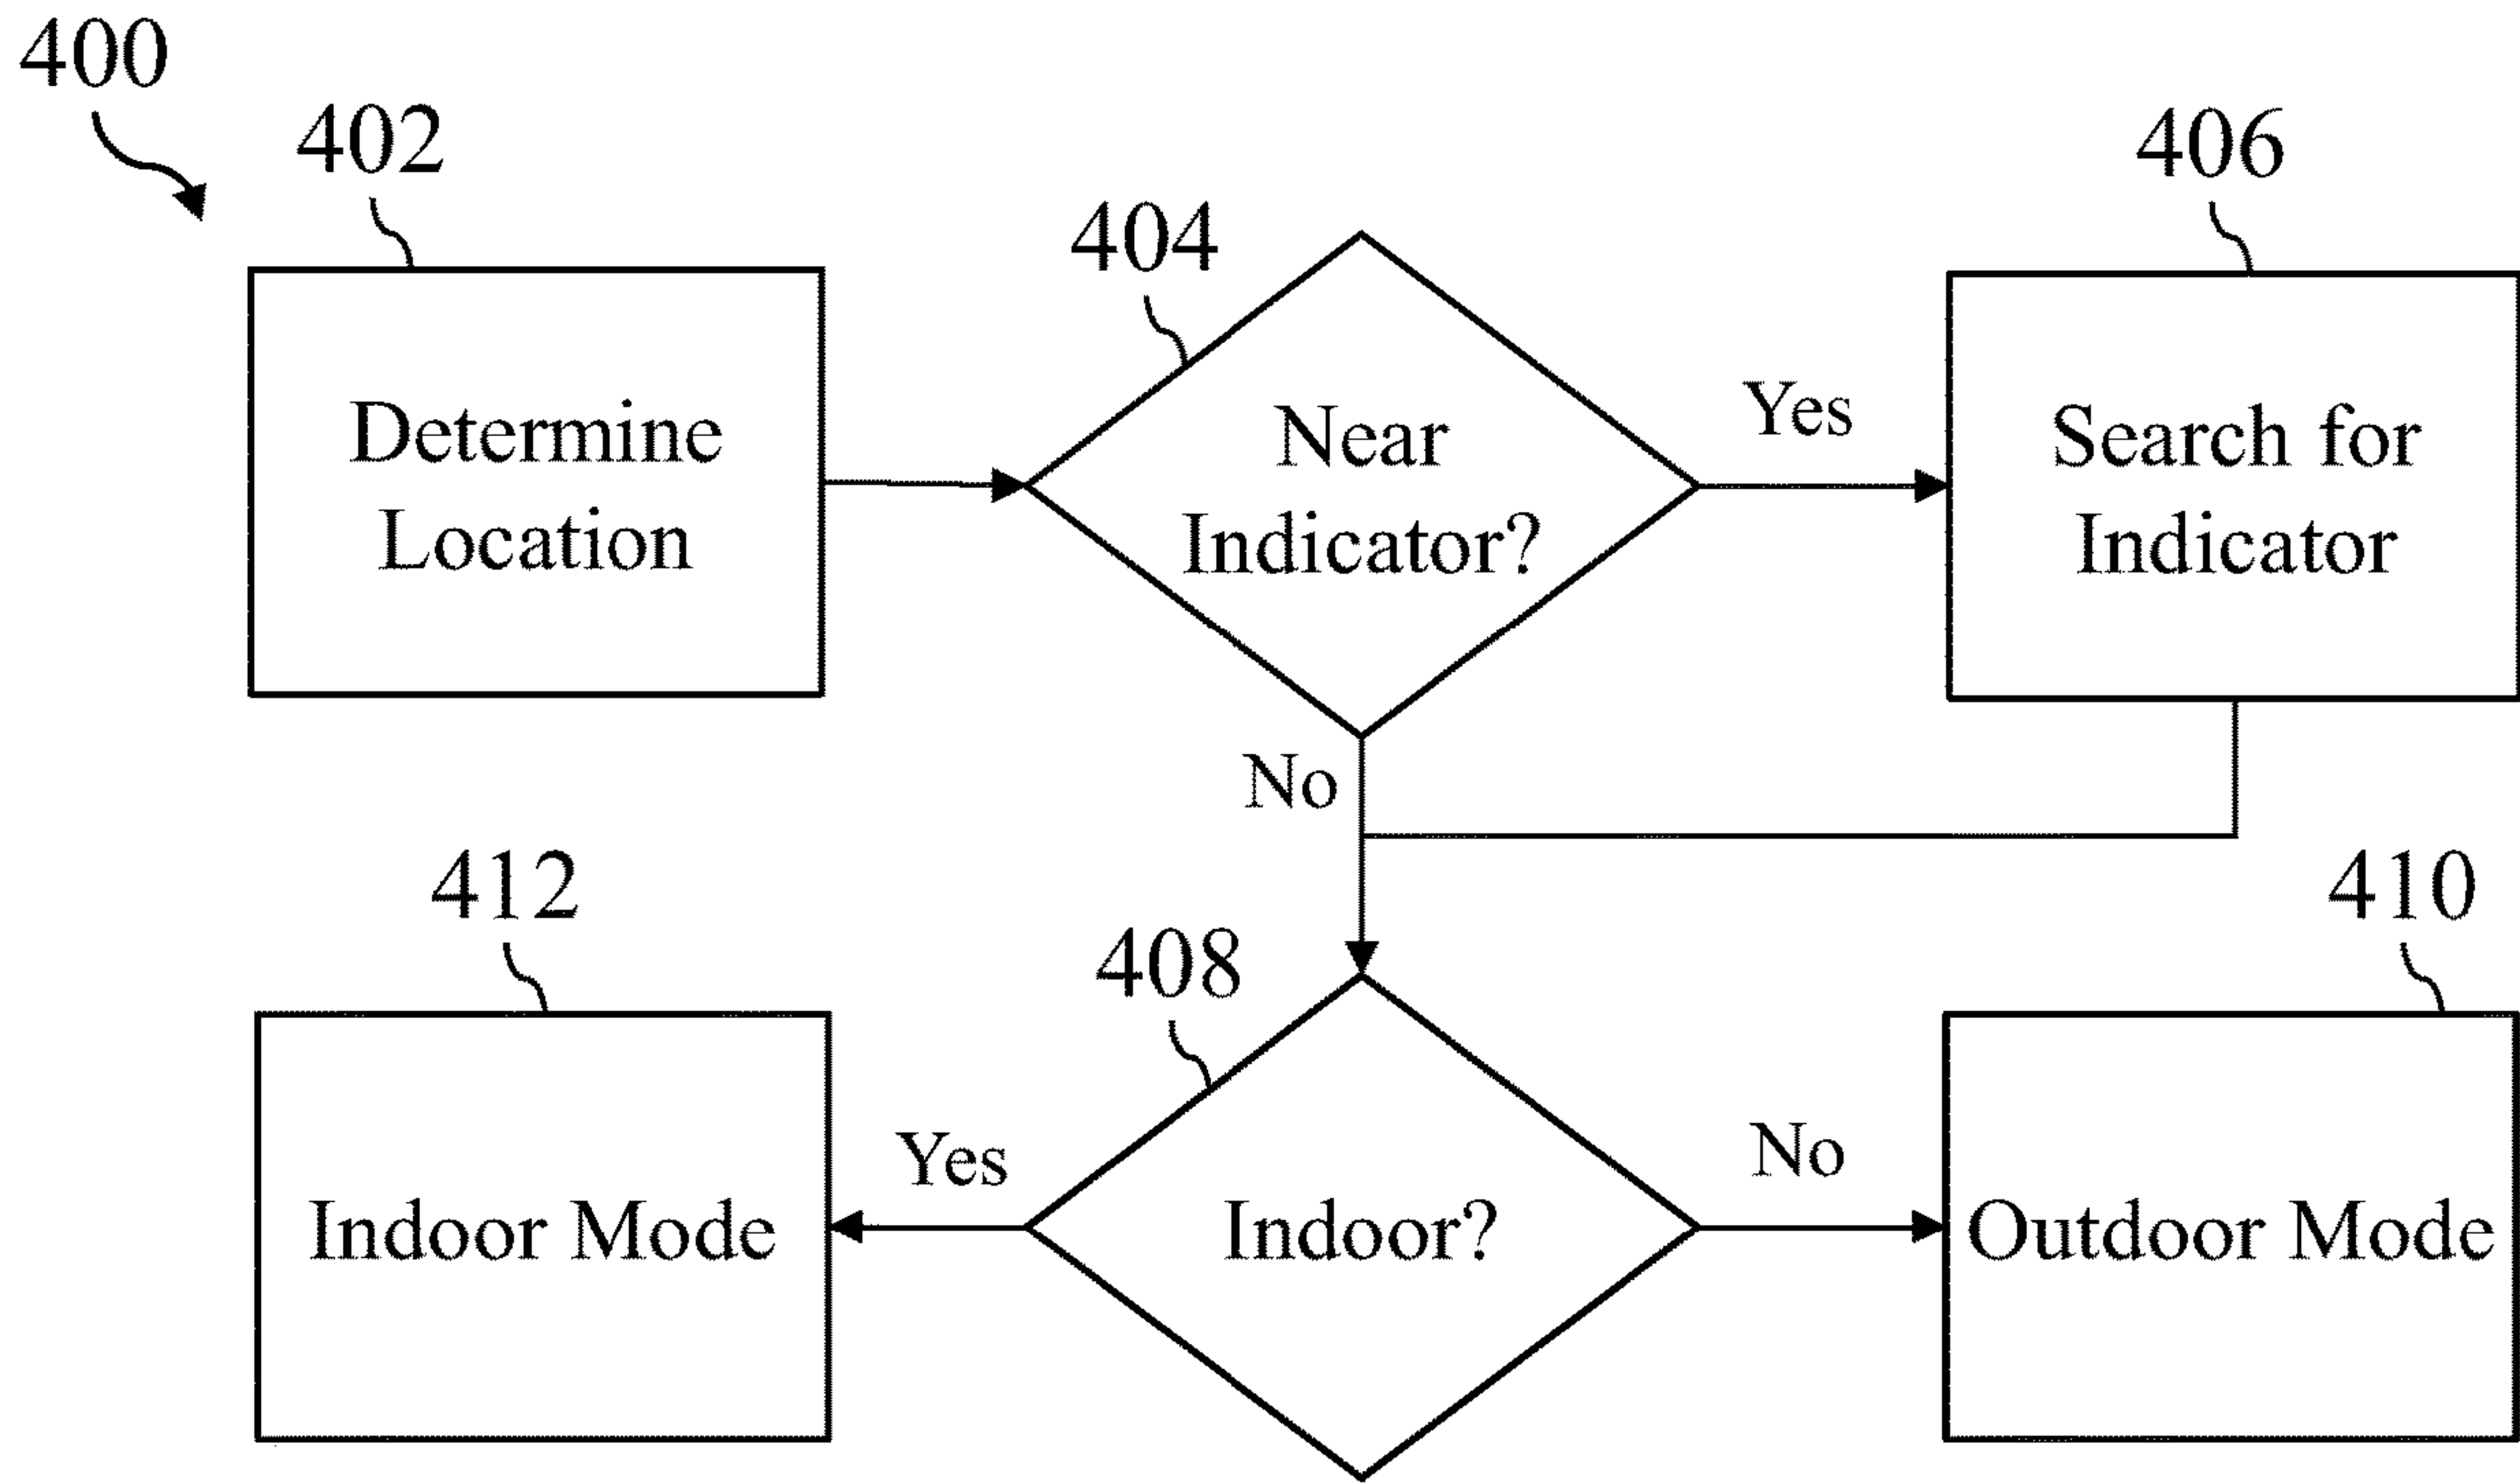 400
402
404
406
Determine
Location
Near
Indicator?
Yes
Search for
Indicator
No
412
408
410
Indoor Mode
Yes
Indoor?
No
Outdoor Mode